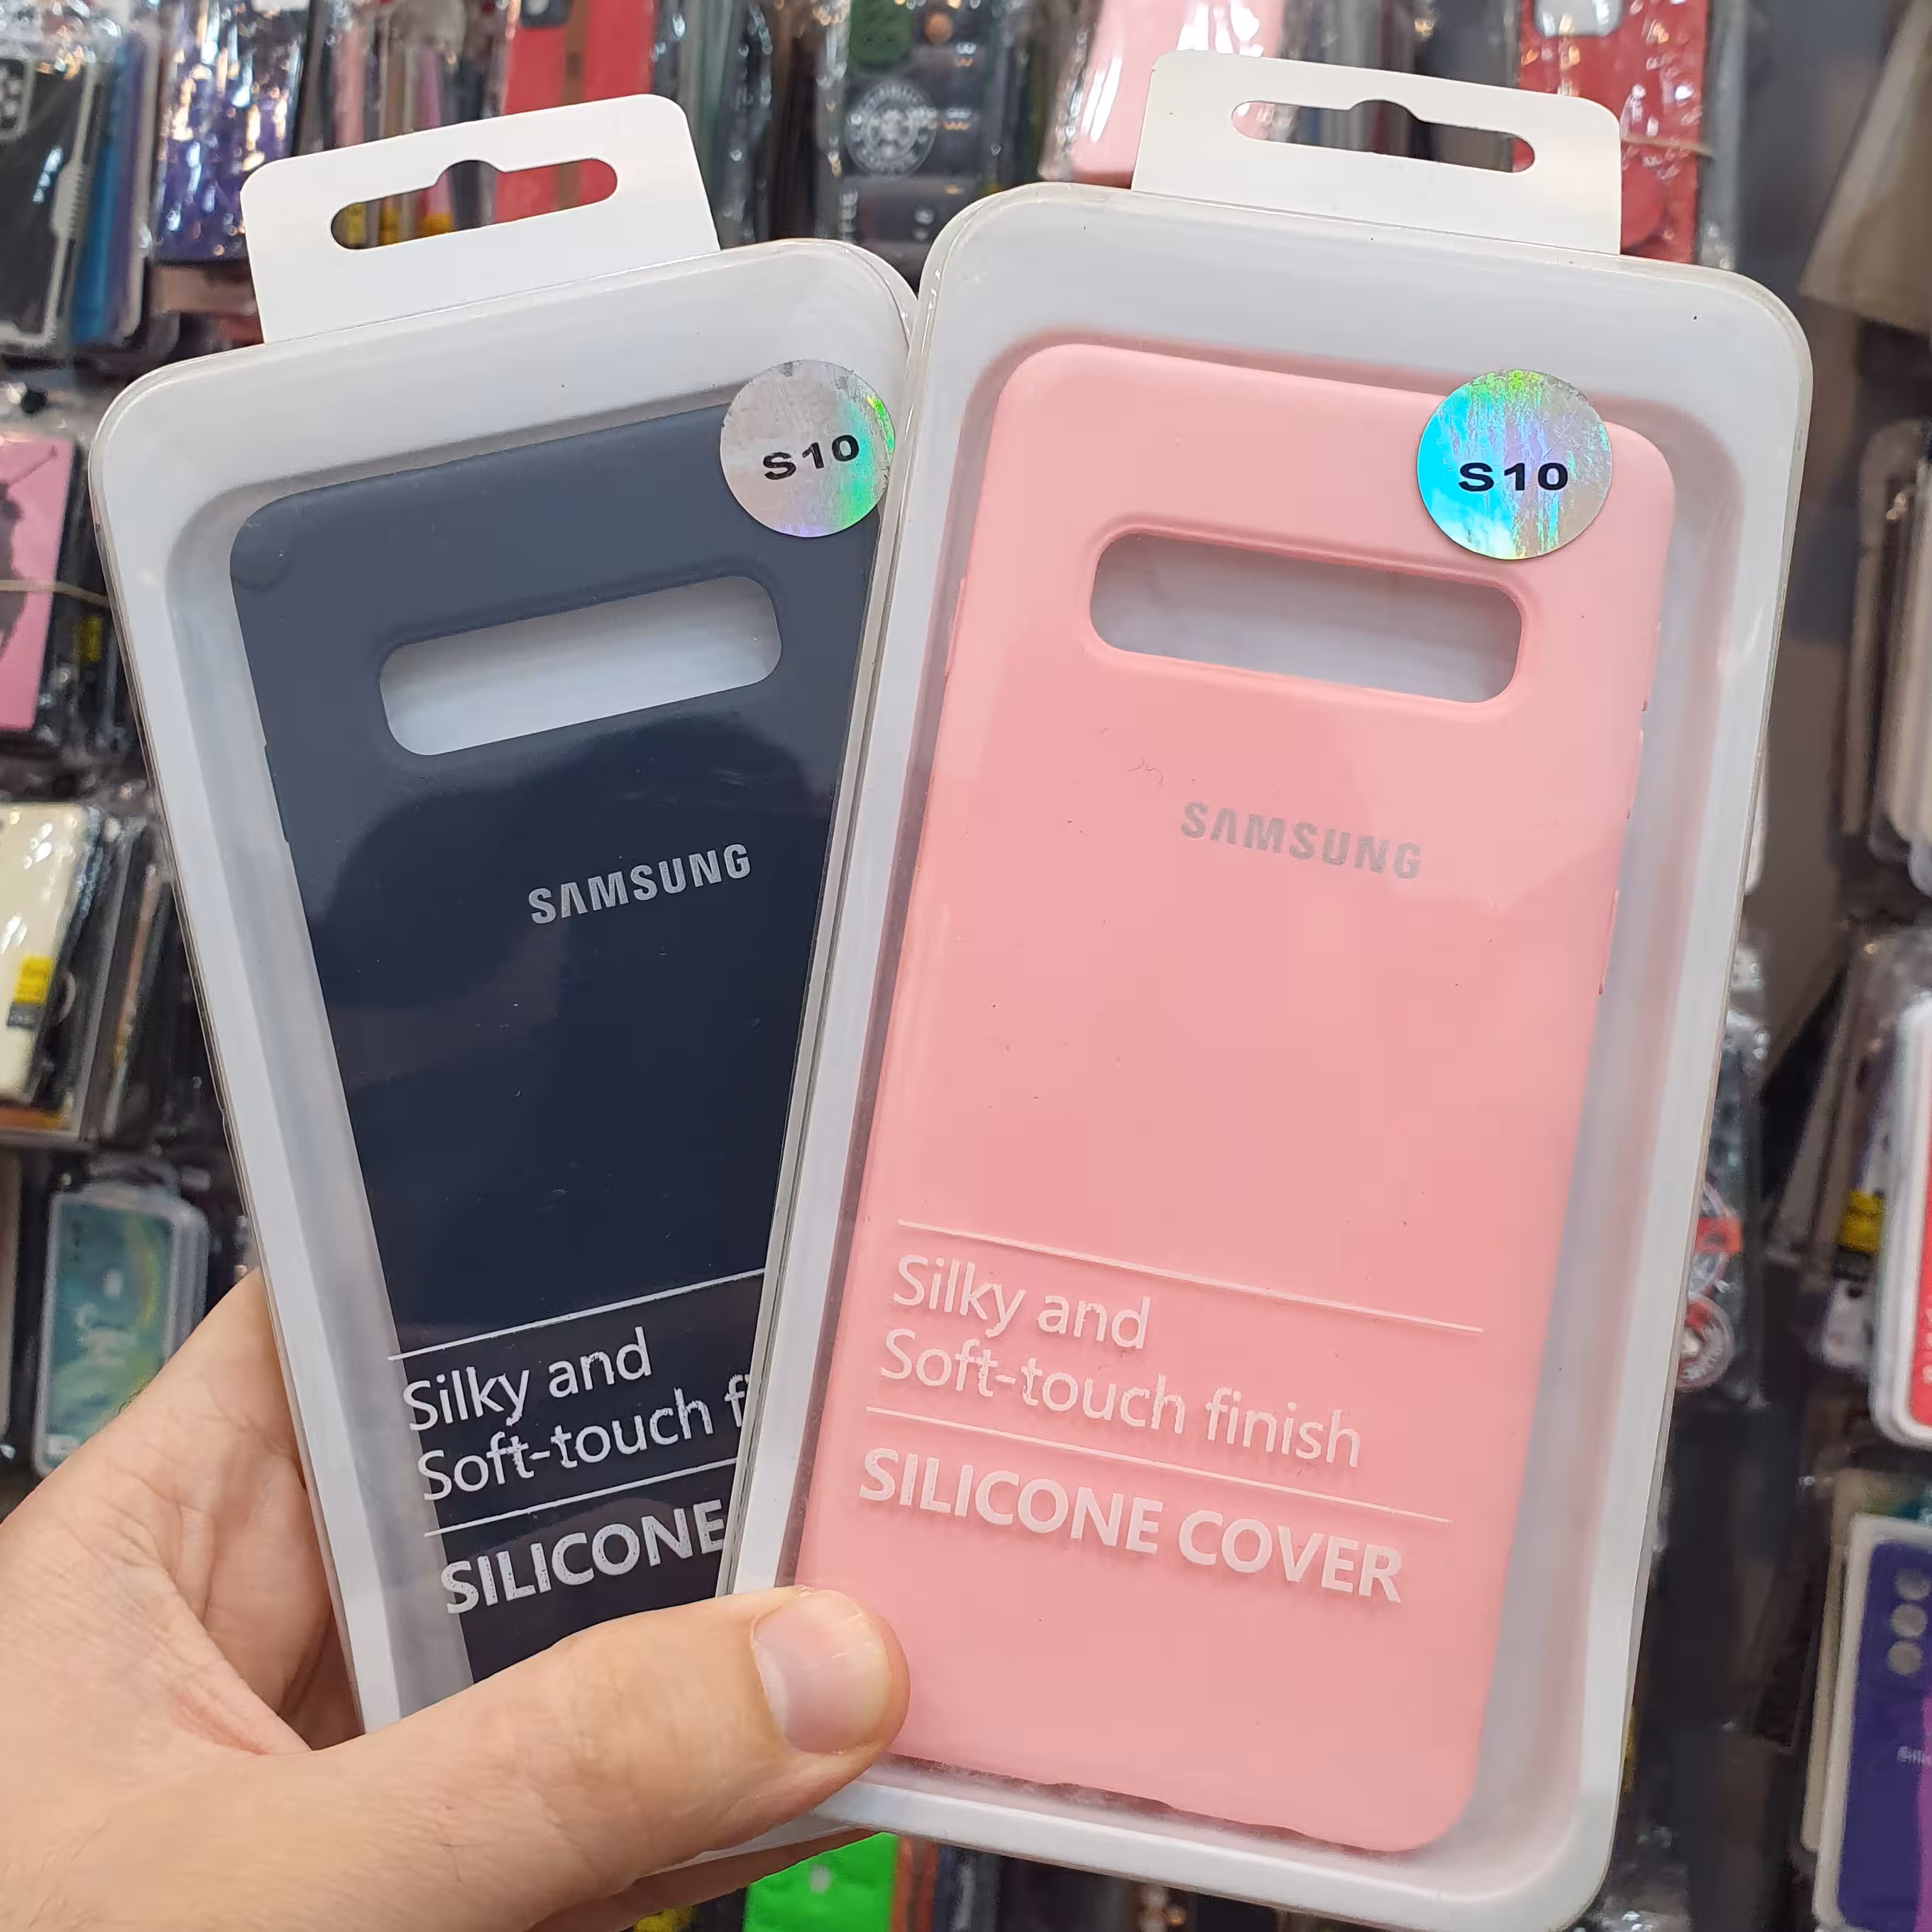 S10
SAMSUNG
Silky and
Soft-touch f
SILICONE
S10
SAMSUNG
Silky and
Soft-touch finish
SILICONE COVER